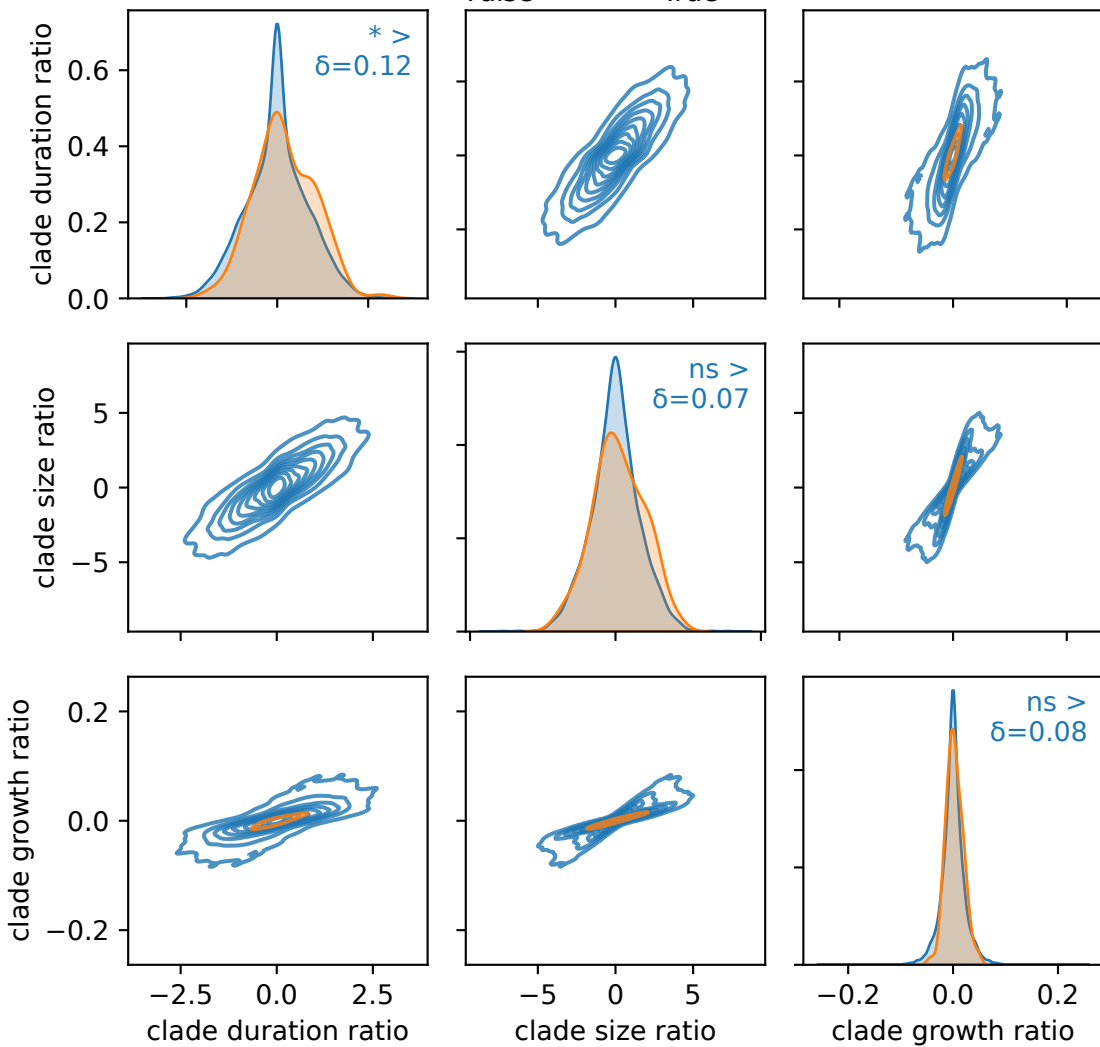 clade duration ratio
0.6
0.4
0.2
0.0
* >
δ=0.12
clade size ratio
5
0
−5
ns >
δ=0.07
clade growth ratio
0.2
0.0
−0.2
ns >
δ=0.08
−2.5 0.0 2.5
−5 0 5
−0.2 0.0 0.2
clade duration ratio
clade size ratio
clade growth ratio